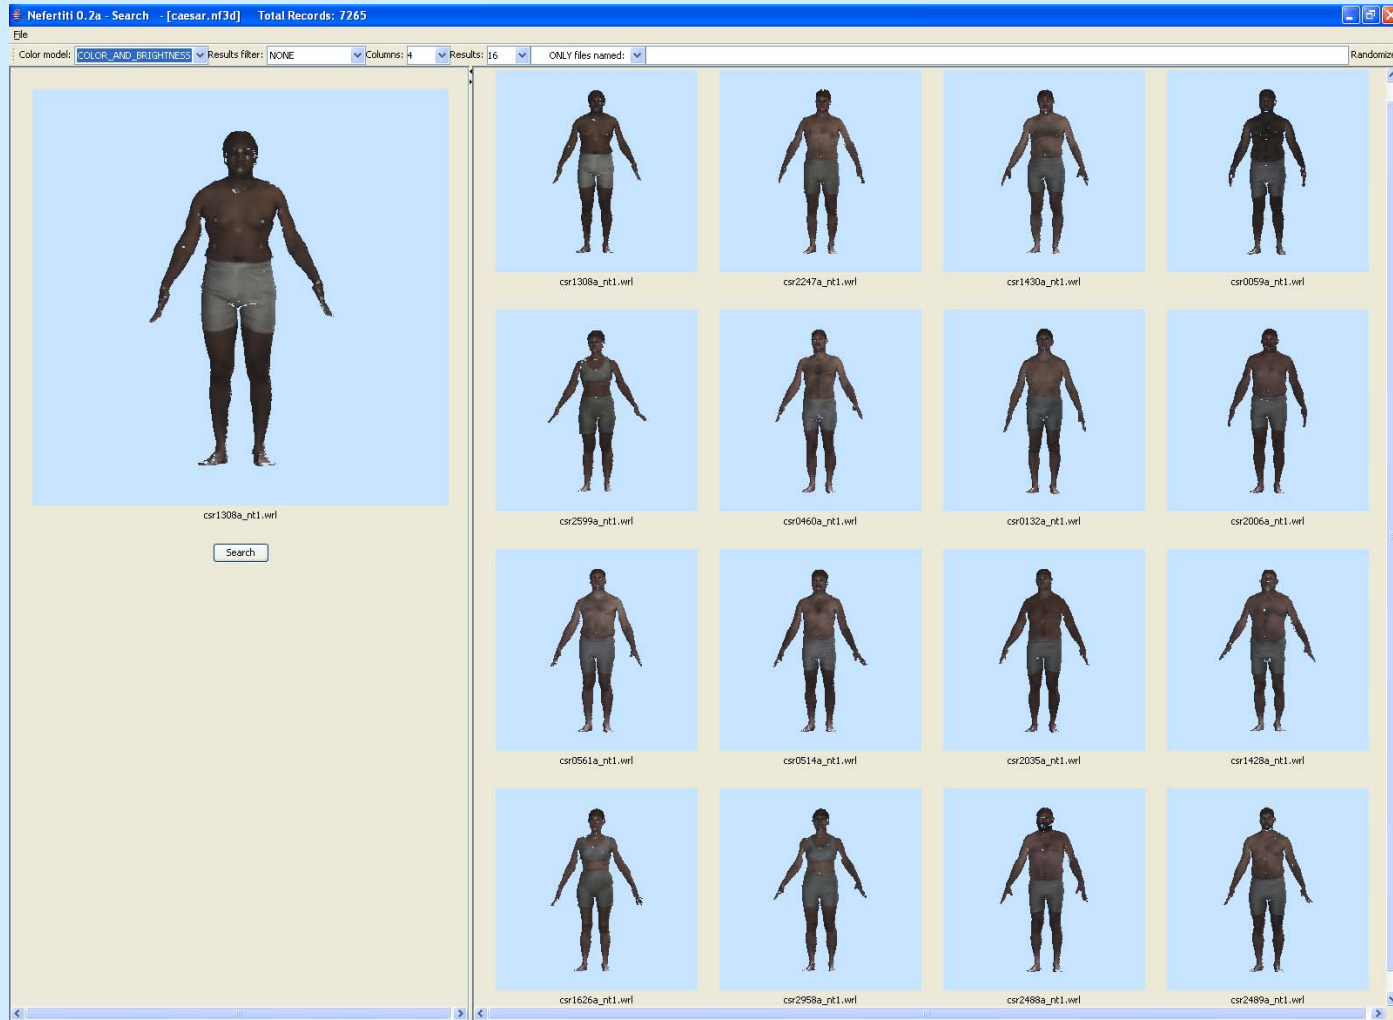 Nefertiti 0.2a - Search - [caesar.nf3d] Total Records: 7265
File
Color model: COLOR_AND_BRIGHTNESS Results filter: NONE Columns: 4 Results: 16 ONLY files named: Randomize
csr1308a_nt1.wrl
Search
csr1308a_nt1.wrl csr2247a_nt1.wrl csr1430a_nt1.wrl csr0059a_nt1.wrl
csr2599a_nt1.wrl csr0460a_nt1.wrl csr0132a_nt1.wrl csr2006a_nt1.wrl
csr0561a_nt1.wrl csr0514a_nt1.wrl csr2035a_nt1.wrl csr1428a_nt1.wrl
csr1626a_nt1.wrl csr2958a_nt1.wrl csr2488a_nt1.wrl csr2489a_nt1.wrl